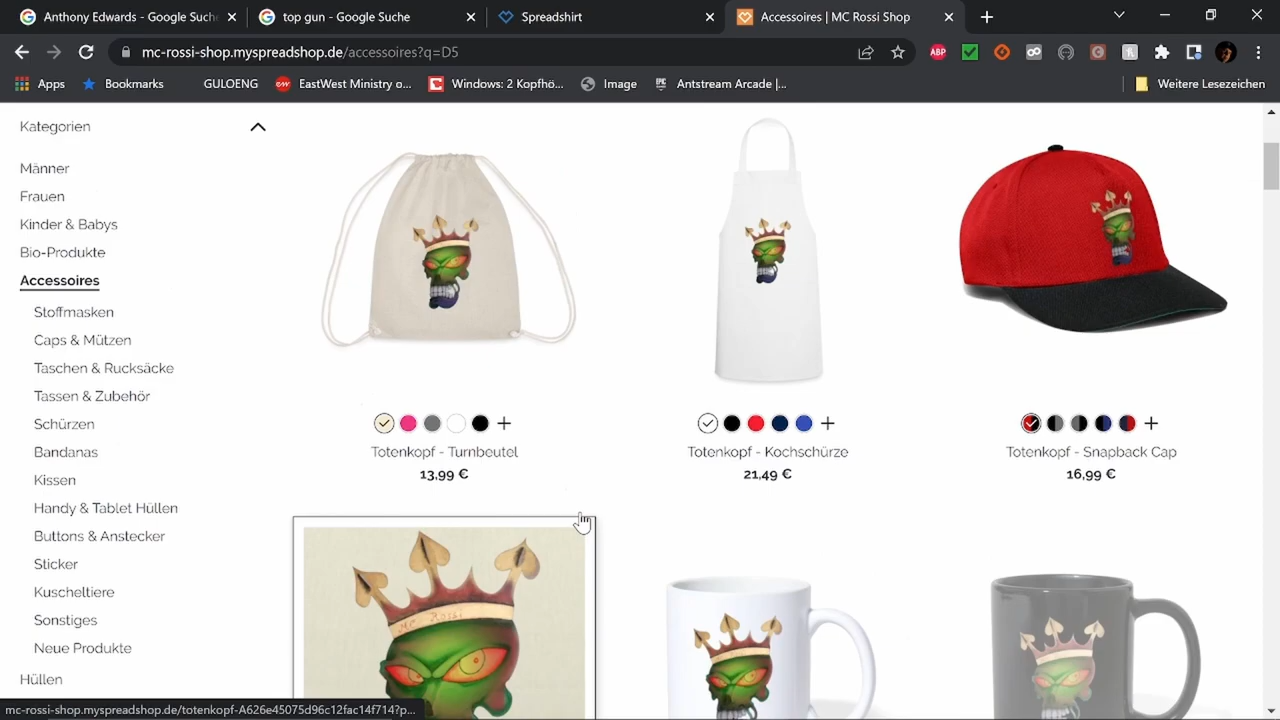 Anthony Edwards - Google Suche
top gun - Google Suche
Spreadshirt
Accessoires | MC Rossi Shop
mc-rossi-shop.myspreadshop.de/accessoires?q=D5
ABP
Apps
Bookmarks
GULOENG
EastWest Ministry o...
Windows: 2 Kopfhö...
Image
Antstream Arcade |...
Weitere Lesezeichen
Kategorien
Männer
Frauen
Kinder & Babys
Bio-Produkte
Accessoires
Stoffmasken
Caps & Mützen
Taschen & Rucksäcke
Tassen & Zubehör
Schürzen
Bandanas
Kissen
Handy & Tablet Hüllen
Buttons & Anstecker
Sticker
Kuscheltiere
Sonstiges
Neue Produkte
Hüllen
Totenkopf - Turnbeutel
13,99 €
Totenkopf - Kochschürze
21,49 €
Totenkopf - Snapback Cap
16,99 €
MC Rossi
mc-rossi-shop.myspreadshop.de/totenkopf-A626e45075d96c12fac14f714?p...